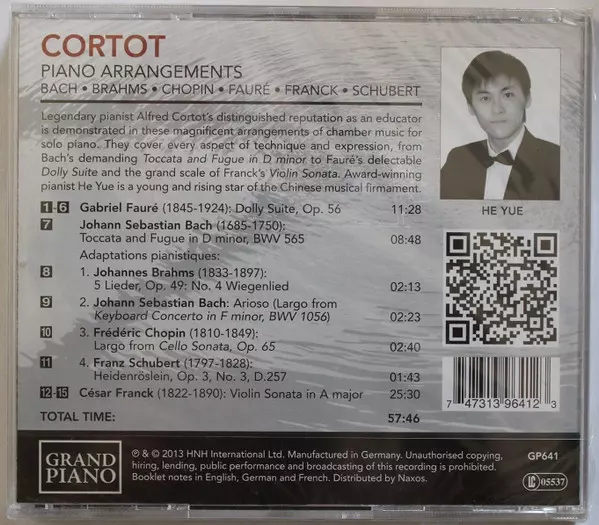 CORTOT
PIANO ARRANGEMENTS
BACH • BRAHMS • CHOPIN • FAURÉ • FRANCK • SCHUBERT
Legendary pianist Alfred Cortot's distinguished reputation as an educator
is demonstrated in these magnificent arrangements of chamber music for
solo piano. They cover every aspect of technique and expression, from
Bach's demanding Toccata and Fugue in D minor to Fauré's delectable
Dolly Suite and the grand scale of Franck's Violin Sonata. Award-winning
pianist He Yue is a young and rising star of the Chinese musical firmament.
HE YUE
1-6 Gabriel Fauré (1845-1924): Dolly Suite, Op. 56 11:28
7 Johann Sebastian Bach (1685-1750):
Toccata and Fugue in D minor, BWV 565 08:48
Adaptations pianistiques:
8 1. Johannes Brahms (1833-1897):
5 Lieder, Op. 49: No. 4 Wiegenlied 02:13
9 2. Johann Sebastian Bach: Arioso (Largo from
Keyboard Concerto in F minor, BWV 1056) 02:23
10 3. Frédéric Chopin (1810-1849):
Largo from Cello Sonata, Op. 65 02:40
11 4. Franz Schubert (1797-1828):
Heidenröslein, Op. 3, No. 3, D.257 01:43
12-15 César Franck (1822-1890): Violin Sonata in A major 25:30
TOTAL TIME: 57:46
7 47313 96412 3
GRAND
PIANO
℗ & © 2013 HNH International Ltd. Manufactured in Germany. Unauthorised copying,
hiring, lending, public performance and broadcasting of this recording is prohibited.
Booklet notes in English, German and French. Distributed by Naxos.
GP641
LC 05537